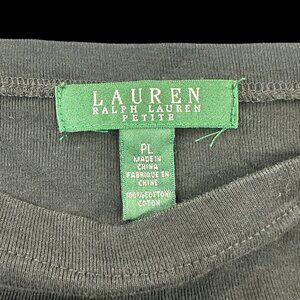 LAUREN
RALPH LAUREN
PETITE
PL
MADE IN
CHINA
FABRIQUE EN
CHINE
100% COTTON/
COTON